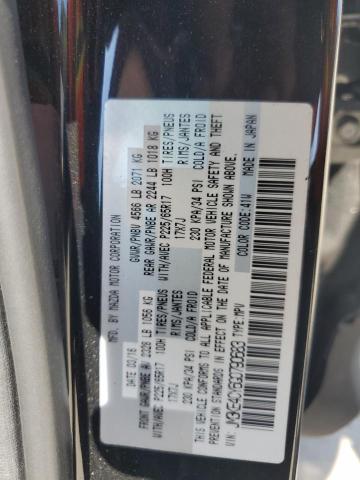 MFD. BY MAZDA MOTOR CORPORATION
DATE 03/16 GVWR/PNBV 4566 LB 2071 KG
FRONT GAWR/PNBE AV 2328 LB 1056 KG REAR GAWR/PNBE AR 2244 LB 1018 KG
WITH/AVEC P225/65R17 100H TIRES/PNEUS WITH/AVEC P225/65R17 100H TIRES/PNEUS
17X7J RIMS/JANTES 17X7J RIMS/JANTES
230 KPA/34 PSI COLD/A FROID 230 KPA/34 PSI COLD/A FROID
THIS VEHICLE CONFORMS TO ALL APPLICABLE FEDERAL MOTOR VEHICLE SAFETY AND THEFT
PREVENTION STANDARDS IN EFFECT ON THE DATE OF MANUFACTURE SHOWN ABOVE.
TYPE:MPV COLOR CODE: 41W MADE IN JAPAN